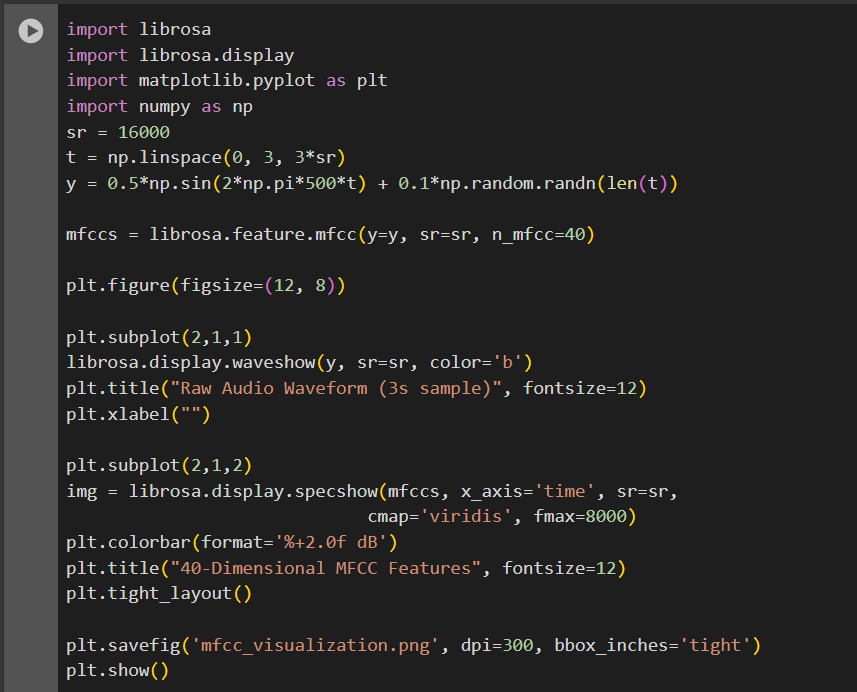 import librosa
import librosa.display
import matplotlib.pyplot as plt
import numpy as np
sr = 16000
t = np.linspace(0, 3, 3*sr)
y = 0.5*np.sin(2*np.pi*500*t) + 0.1*np.random.randn(len(t))

mfccs = librosa.feature.mfcc(y=y, sr=sr, n_mfcc=40)

plt.figure(figsize=(12, 8))

plt.subplot(2,1,1)
librosa.display.waveshow(y, sr=sr, color='b')
plt.title("Raw Audio Waveform (3s sample)", fontsize=12)
plt.xlabel("")

plt.subplot(2,1,2)
img = librosa.display.specshow(mfccs, x_axis='time', sr=sr,
                             cmap='viridis', fmax=8000)
plt.colorbar(format='%+2.0f dB')
plt.title("40-Dimensional MFCC Features", fontsize=12)
plt.tight_layout()

plt.savefig('mfcc_visualization.png', dpi=300, bbox_inches='tight')
plt.show()